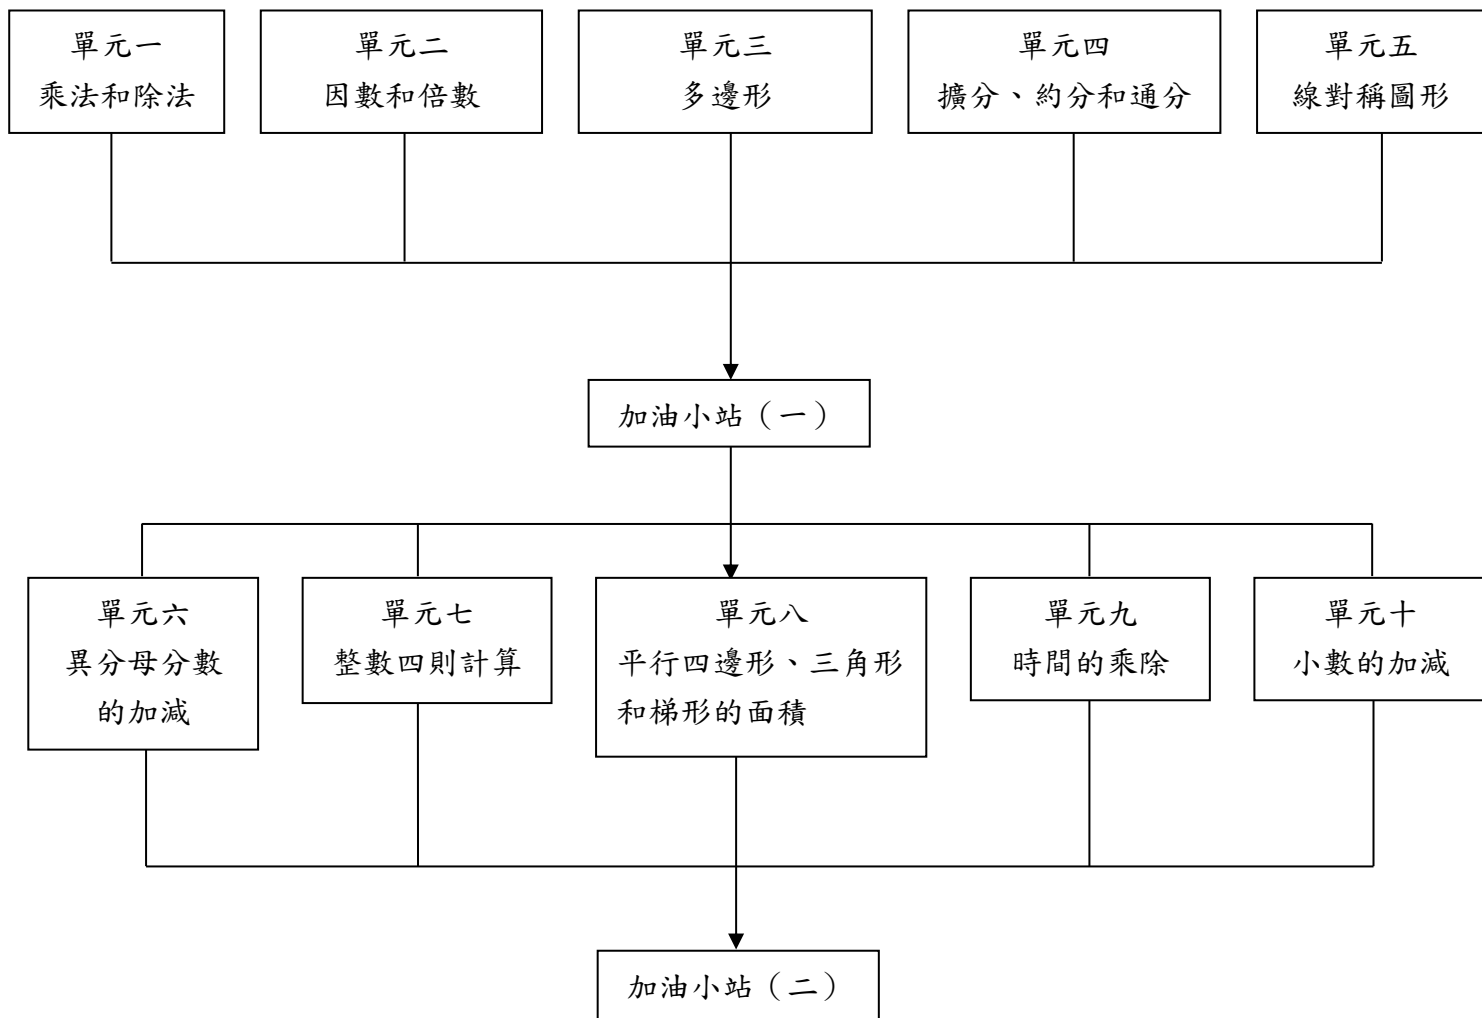 單元一
乘法和除法
單元二
因數和倍數
單元三
多邊形
單元四
擴分、約分和通分
單元五
線對稱圖形
加油小站（一）
單元六
異分母分數
的加減
單元七
整數四則計算
單元八
平行四邊形、三角形
和梯形的面積
單元九
時間的乘除
單元十
小數的加減
加油小站（二）